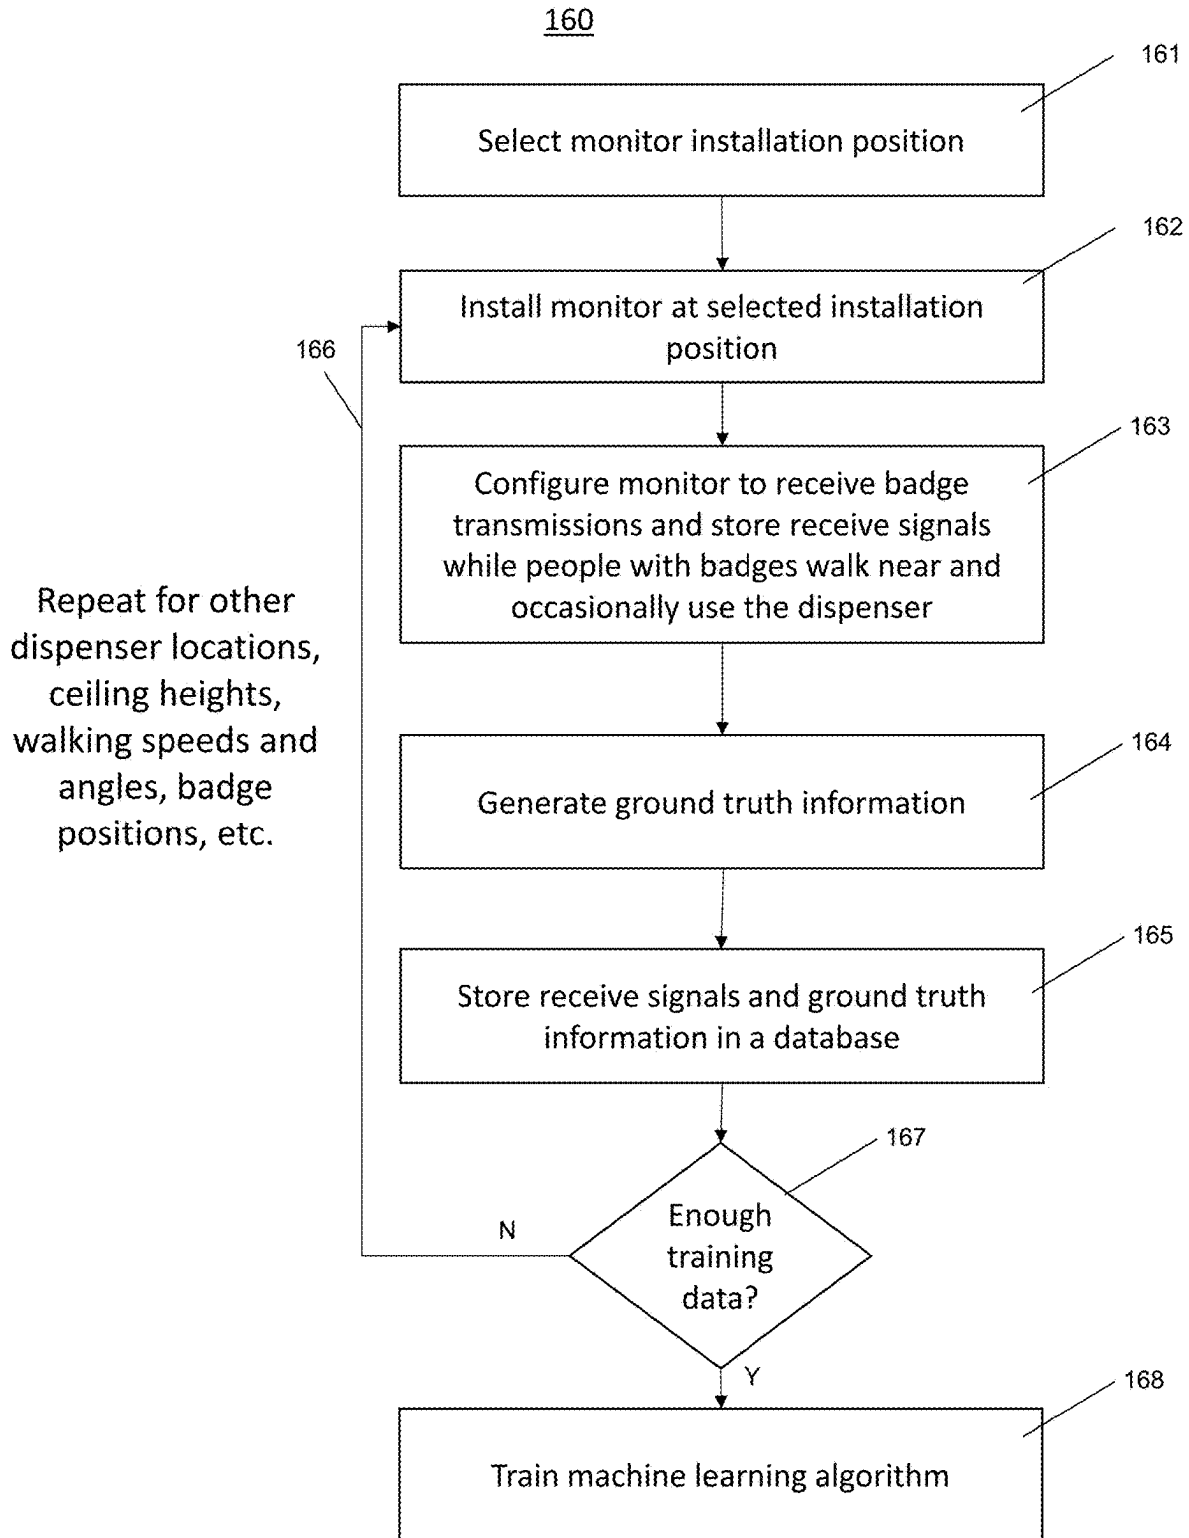 160
161
Select monitor installation position
162
Install monitor at selected installation
position
166
163
Configure monitor to receive badge
transmissions and store receive signals
while people with badges walk near and
occasionally use the dispenser
Repeat for other
dispenser locations,
ceiling heights,
walking speeds and
angles, badge
positions, etc.
164
Generate ground truth information
165
Store receive signals and ground truth
information in a database
167
Enough
training
data?
N
Y
168
Train machine learning algorithm